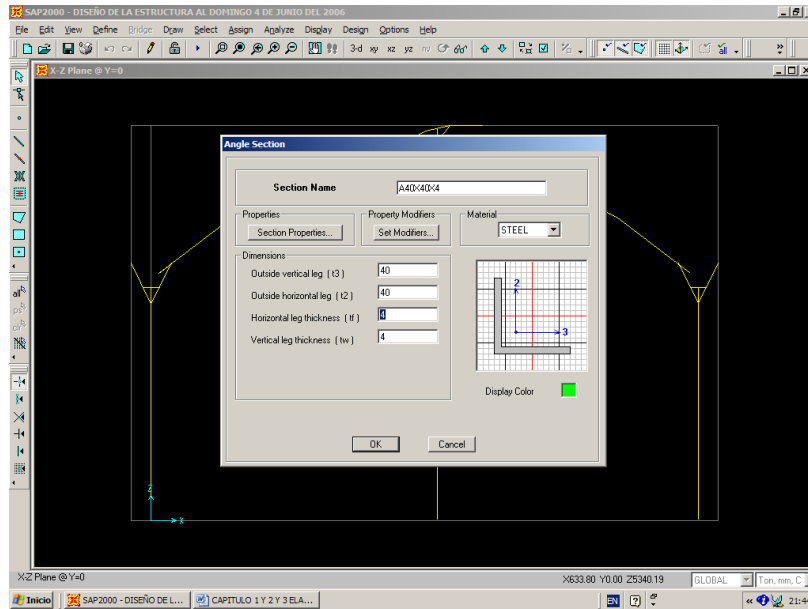 SAP2000 - DISEÑO DE LA ESTRUCTURA AL DOMINGO 4 DE JUNIO DEL 2006
File Edit View Define Bridge Draw Select Assign Analyze Display Design Options Help
3-d xy xz yz nv
X-Z Plane @ Y=0
Angle Section
Section Name A40X40X4
Properties Property Modifiers Material
Section Properties... Set Modifiers... STEEL
Dimensions
Outside vertical leg ( t3 ) 40
Outside horizontal leg ( t2 ) 40
Horizontal leg thickness ( tf ) 4
Vertical leg thickness ( tw ) 4
2
3
Display Color
OK Cancel
all
ps
clr
Z
X
X-Z Plane @ Y=0 X633.80 Y0.00 Z5340.19 GLOBAL Ton, mm, C
Inicio SAP2000 - DISEÑO DE L... CAPITULO 1 Y 2 Y 3 ELA... EN 21:4